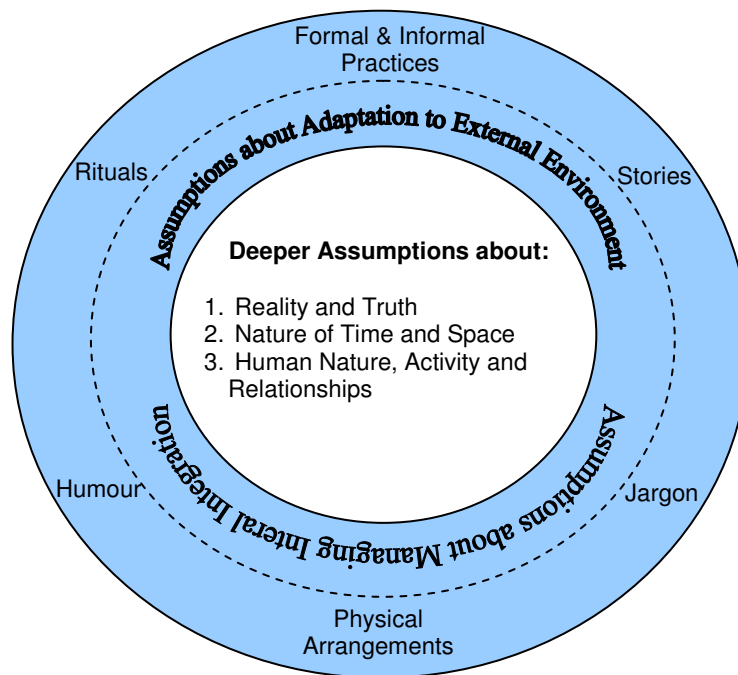 Formal & Informal
Practices
Assumptions about Adaptation to External Environment
Rituals
Stories
Deeper Assumptions about:
1. Reality and Truth
2. Nature of Time and Space
3. Human Nature, Activity and
Relationships
Humour
Jargon
Assumptions about Managing Interal Integration
Physical
Arrangements